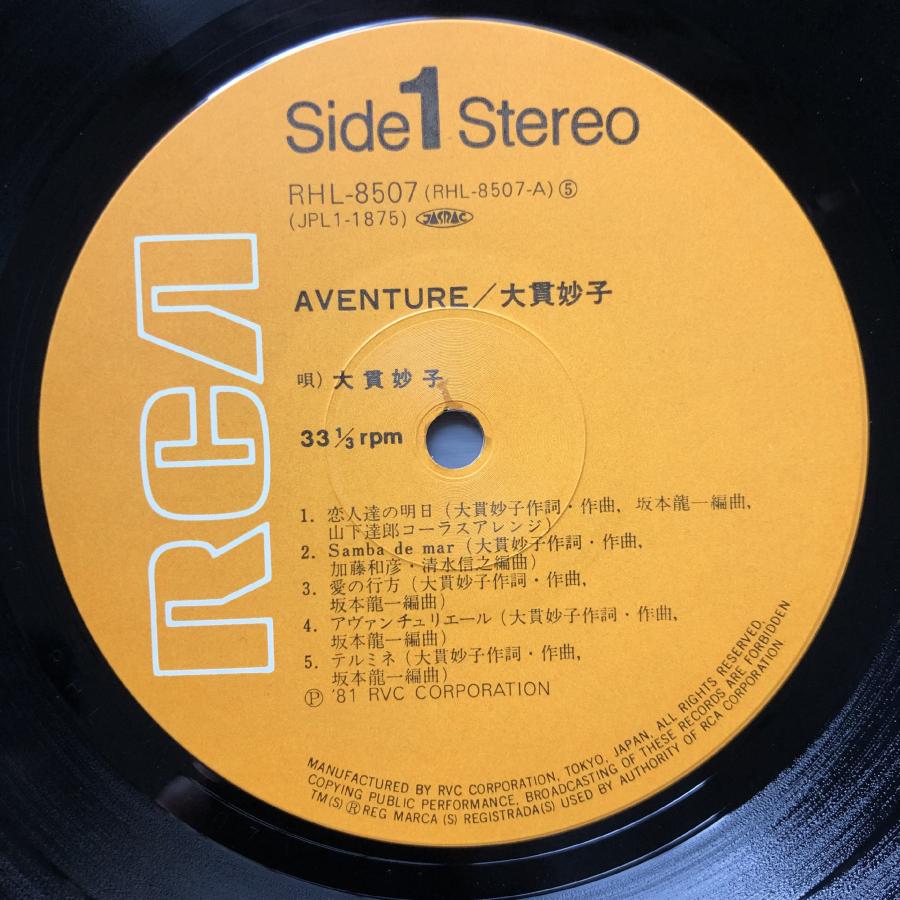 Side 1 Stereo
RHL-8507 (RHL-8507-A) ⑤
(JPL1-1875) JASRAC
RCA
AVENTURE／大貫妙子
唄）大貫妙子
33 1/3 rpm
1. 恋人達の明日（大貫妙子作詞・作曲, 坂本龍一編曲,
山下達郎コーラスアレンジ）
2. Samba de mar（大貫妙子作詞・作曲,
加藤和彦・清水信之編曲）
3. 愛の行方（大貫妙子作詞・作曲,
坂本龍一編曲）
4. アヴァンチュリエール（大貫妙子作詞・作曲,
坂本龍一編曲）
5. テルミネ（大貫妙子作詞・作曲,
坂本龍一編曲）
Ⓟ '81 RVC CORPORATION
MANUFACTURED BY RVC CORPORATION, TOKYO, JAPAN, ALL RIGHTS RESERVED.
COPYING PUBLIC PERFORMANCE, BROADCASTING OF THESE RECORDS ARE FORBIDDEN.
TM(S) ® REG MARCA (S) REGISTRADA(S) USED BY AUTHORITY OF RCA CORPORATION.